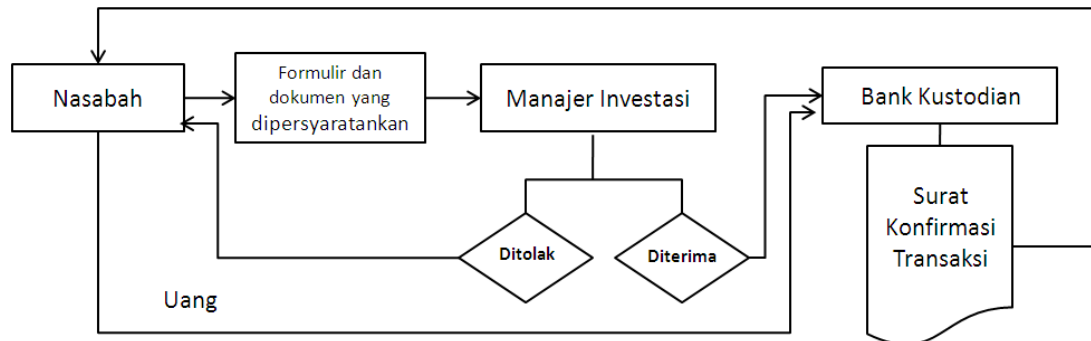 Nasabah
Formulir dan
dokumen yang
dipersyaratankan
Manajer Investasi
Bank Kustodian
Ditolak
Diterima
Surat
Konfirmasi
Transaksi
Uang